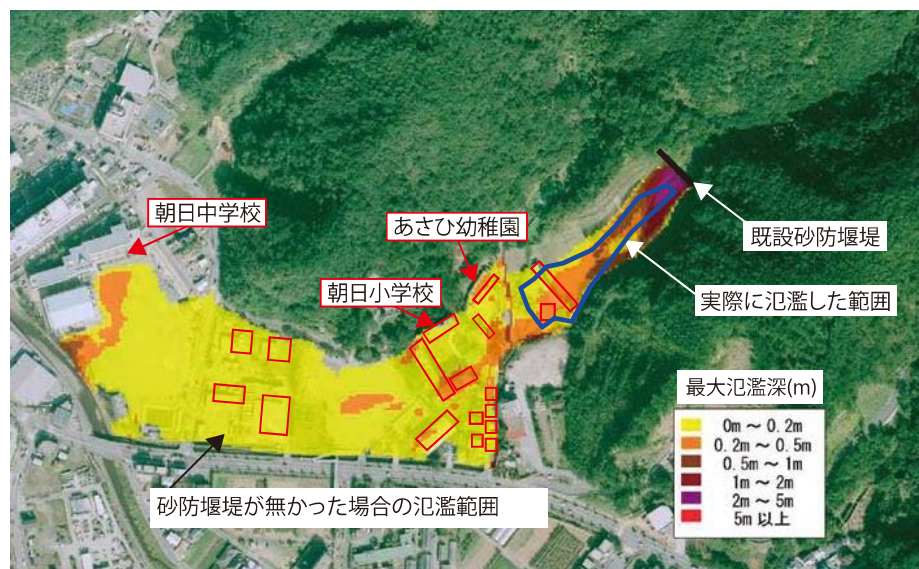 朝日中学校
あさひ幼稚園
既設砂防堰堤
朝日小学校
実際に氾濫した範囲
最大氾濫深(m)
0m ～ 0.2m
0.2m ～ 0.5m
0.5m ～ 1m
1m ～ 2m
2m ～ 5m
5m 以上
砂防堰堤が無かった場合の氾濫範囲